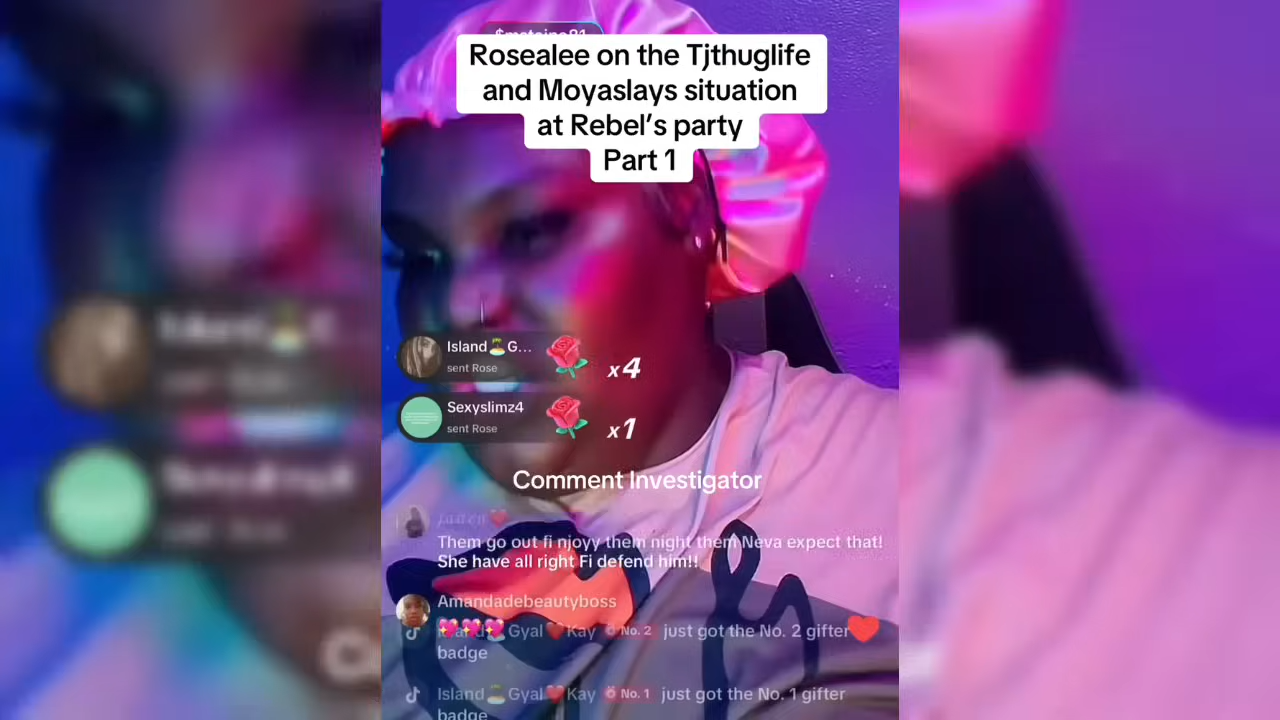 Rosealee on the Tjthuglife
and Moyaslays situation
at Rebel’s party
Part 1
Island🏝️G...
sent Rose
x4
Sexyslimz4
sent Rose
x1
Comment Investigator
Them go out fi njoyy them night them Neva expect that!
She have all right Fi defend him!!
Amandadebeautyboss
💖💖💖
Gyal❤️Kay No. 2 just got the No. 2 gifter
badge
Island🏝️Gyal❤️Kay No. 1 just got the No. 1 gifter
badge